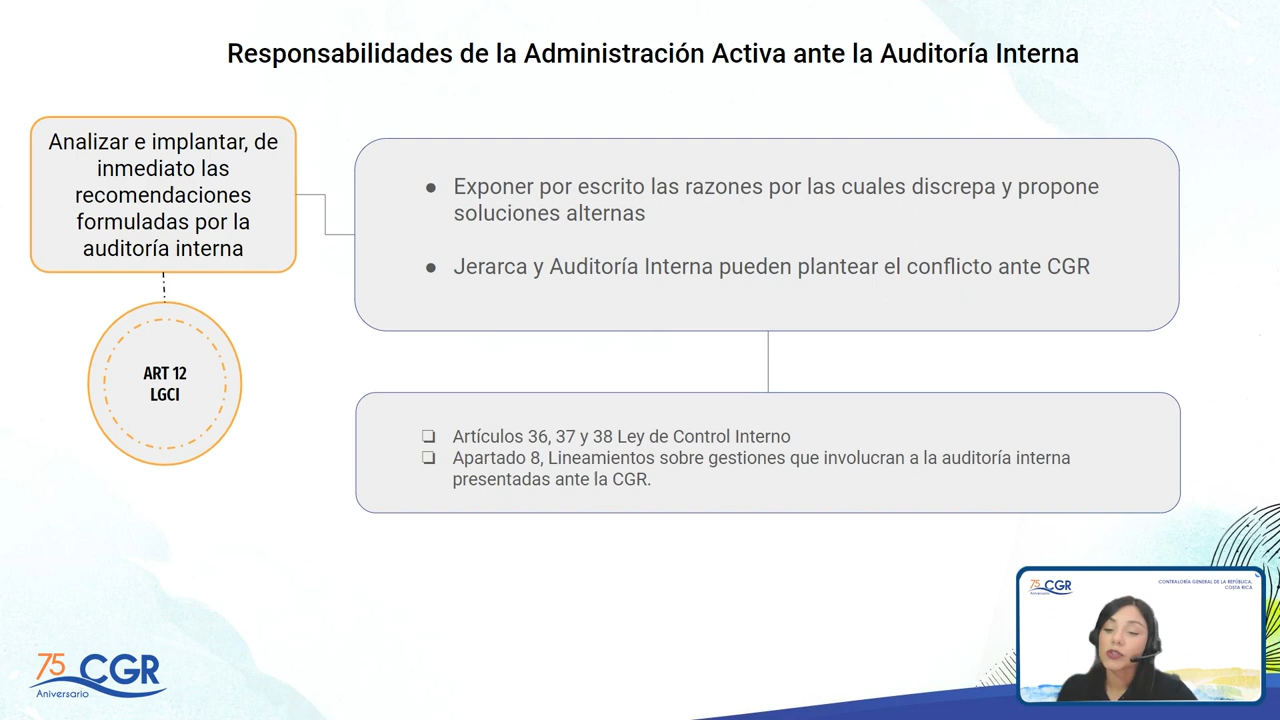 Responsabilidades de la Administración Activa ante la Auditoría Interna
Analizar e implantar, de
inmediato las
recomendaciones
formuladas por la
auditoría interna
ART 12
LGCI
● Exponer por escrito las razones por las cuales discrepa y propone
soluciones alternas
● Jerarca y Auditoría Interna pueden plantear el conflicto ante CGR
❏ Artículos 36, 37 y 38 Ley de Control Interno
❏ Apartado 8, Lineamientos sobre gestiones que involucran a la auditoría interna
presentadas ante la CGR.
75 CGR
Aniversario
75 CGR
Aniversario
CONTRALORÍA GENERAL DE LA REPÚBLICA,
COSTA RICA